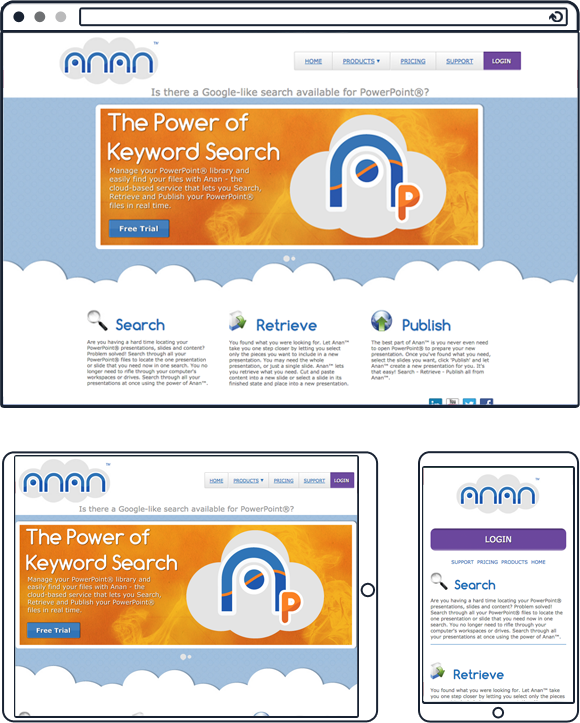 ANAN™
HOME PRODUCTS ▾ PRICING SUPPORT LOGIN
Is there a Google-like search available for PowerPoint®?
The Power of
Keyword Search
Manage your PowerPoint® library and
easily find your files with Anan - the
cloud-based service that lets you Search,
Retrieve and Publish your PowerPoint®
files in real time.
Free Trial
Ap
Search
Are you having a hard time locating your
PowerPoint® presentations, slides and content?
Problem solved! Search through all your
PowerPoint® files to locate the one presentation
or slide that you need now in one search. You no
longer need to rifle through your computer's
workspaces or drives. Search through all your
presentations at once using the power of Anan™.
Retrieve
You found what you were looking for. Let Anan™
take you one step closer by letting you select
only the pieces you want to include in a new
presentation. You may need the whole
presentation, or just a single slide. Anan™ lets
you retrieve what you need. Cut and paste
content into a new slide or select a slide in its
finished state and place into a new presentation.
Publish
The best part of Anan™ is you never even need
to open PowerPoint® to prepare your new
presentation. Once you've found what you need,
select the slides you want, click 'Publish' and let
Anan™ create a new presentation for you. It's
that easy! Search - Retrieve - Publish all from
Anan™.
ANAN™
HOME PRODUCTS ▾ PRICING SUPPORT LOGIN
Is there a Google-like search available for PowerPoint®?
The Power of
Keyword Search
Manage your PowerPoint® library and
easily find your files with Anan - the
cloud-based service that lets you Search,
Retrieve and Publish your PowerPoint®
files in real time.
Free Trial
Ap
ANAN™
LOGIN
SUPPORT PRICING PRODUCTS HOME
Search
Are you having a hard time locating your PowerPoint®
presentations, slides and content? Problem solved!
Search through all your PowerPoint® files to locate the
one presentation or slide that you need now in one
search. You no longer need to rifle through your
computer's workspaces or drives. Search through all
your presentations at once using the power of Anan™.
Retrieve
You found what you were looking for. Let Anan™ take
you one step closer by letting you select only the pieces